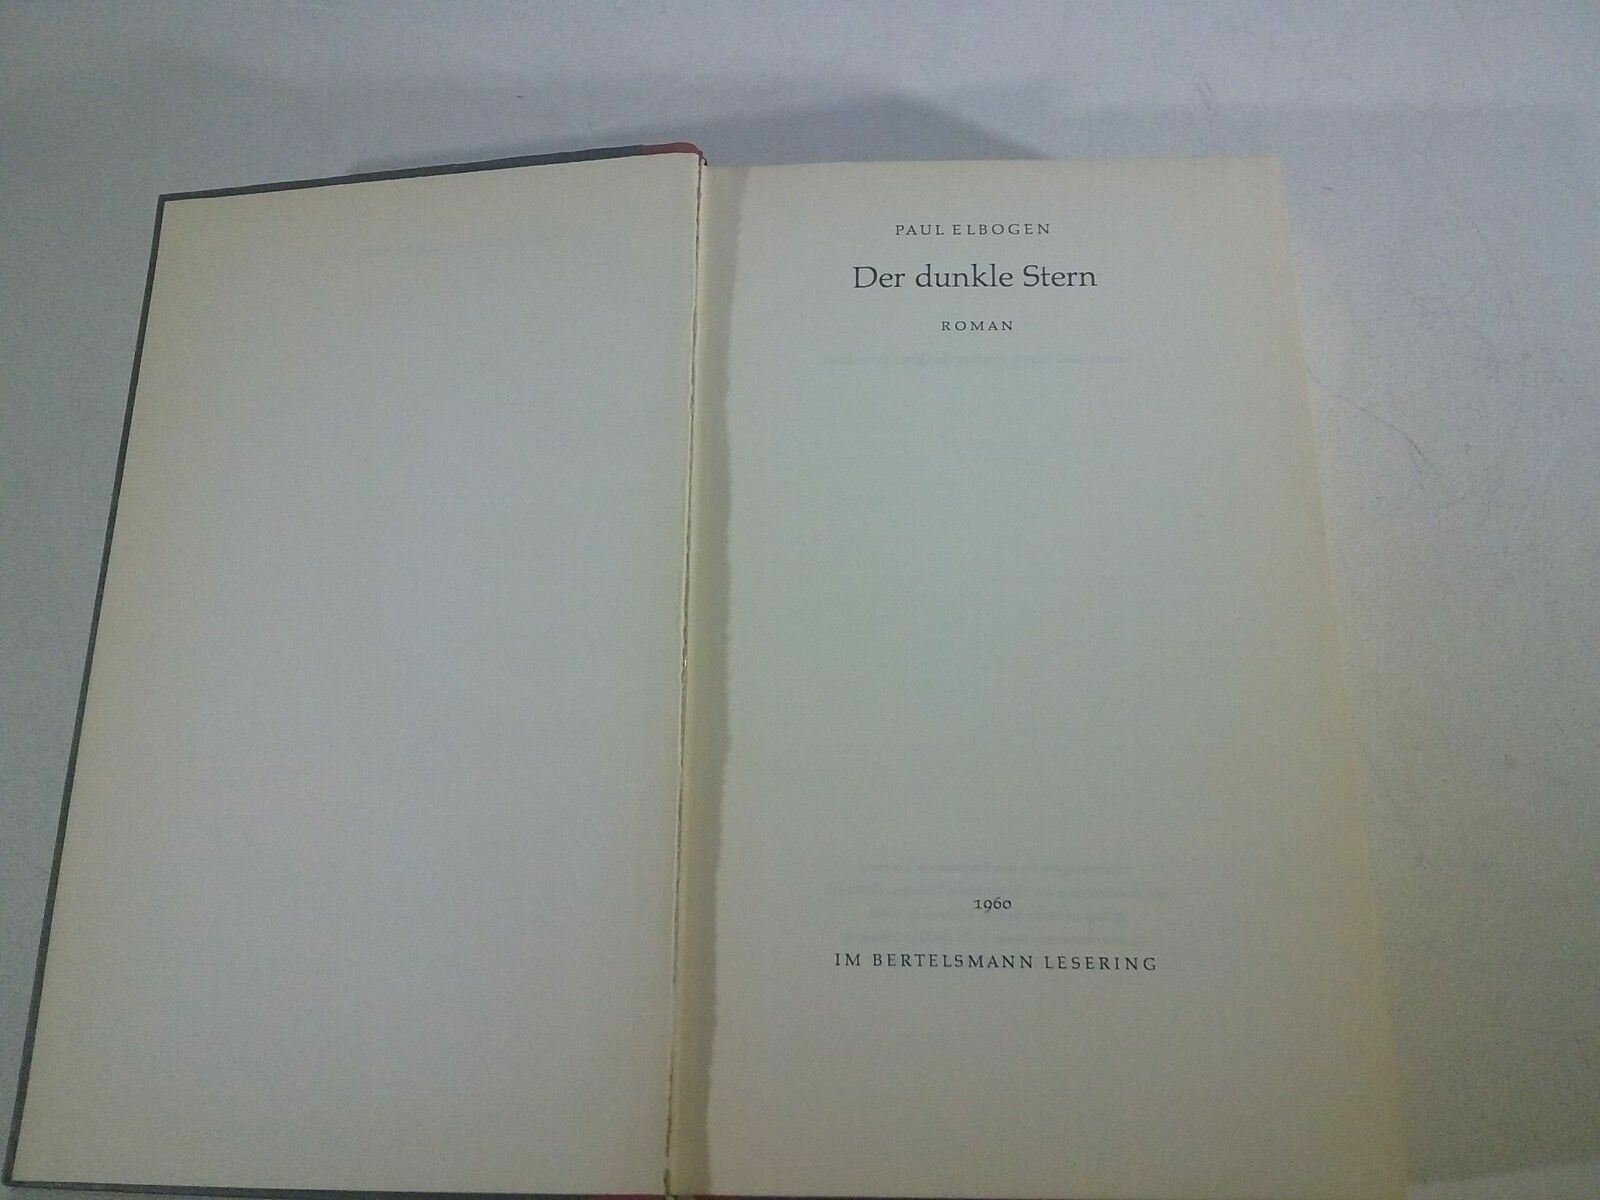 PAUL ELBOGEN
Der dunkle Stern
ROMAN
1960
IM BERTELSMANN LESERING